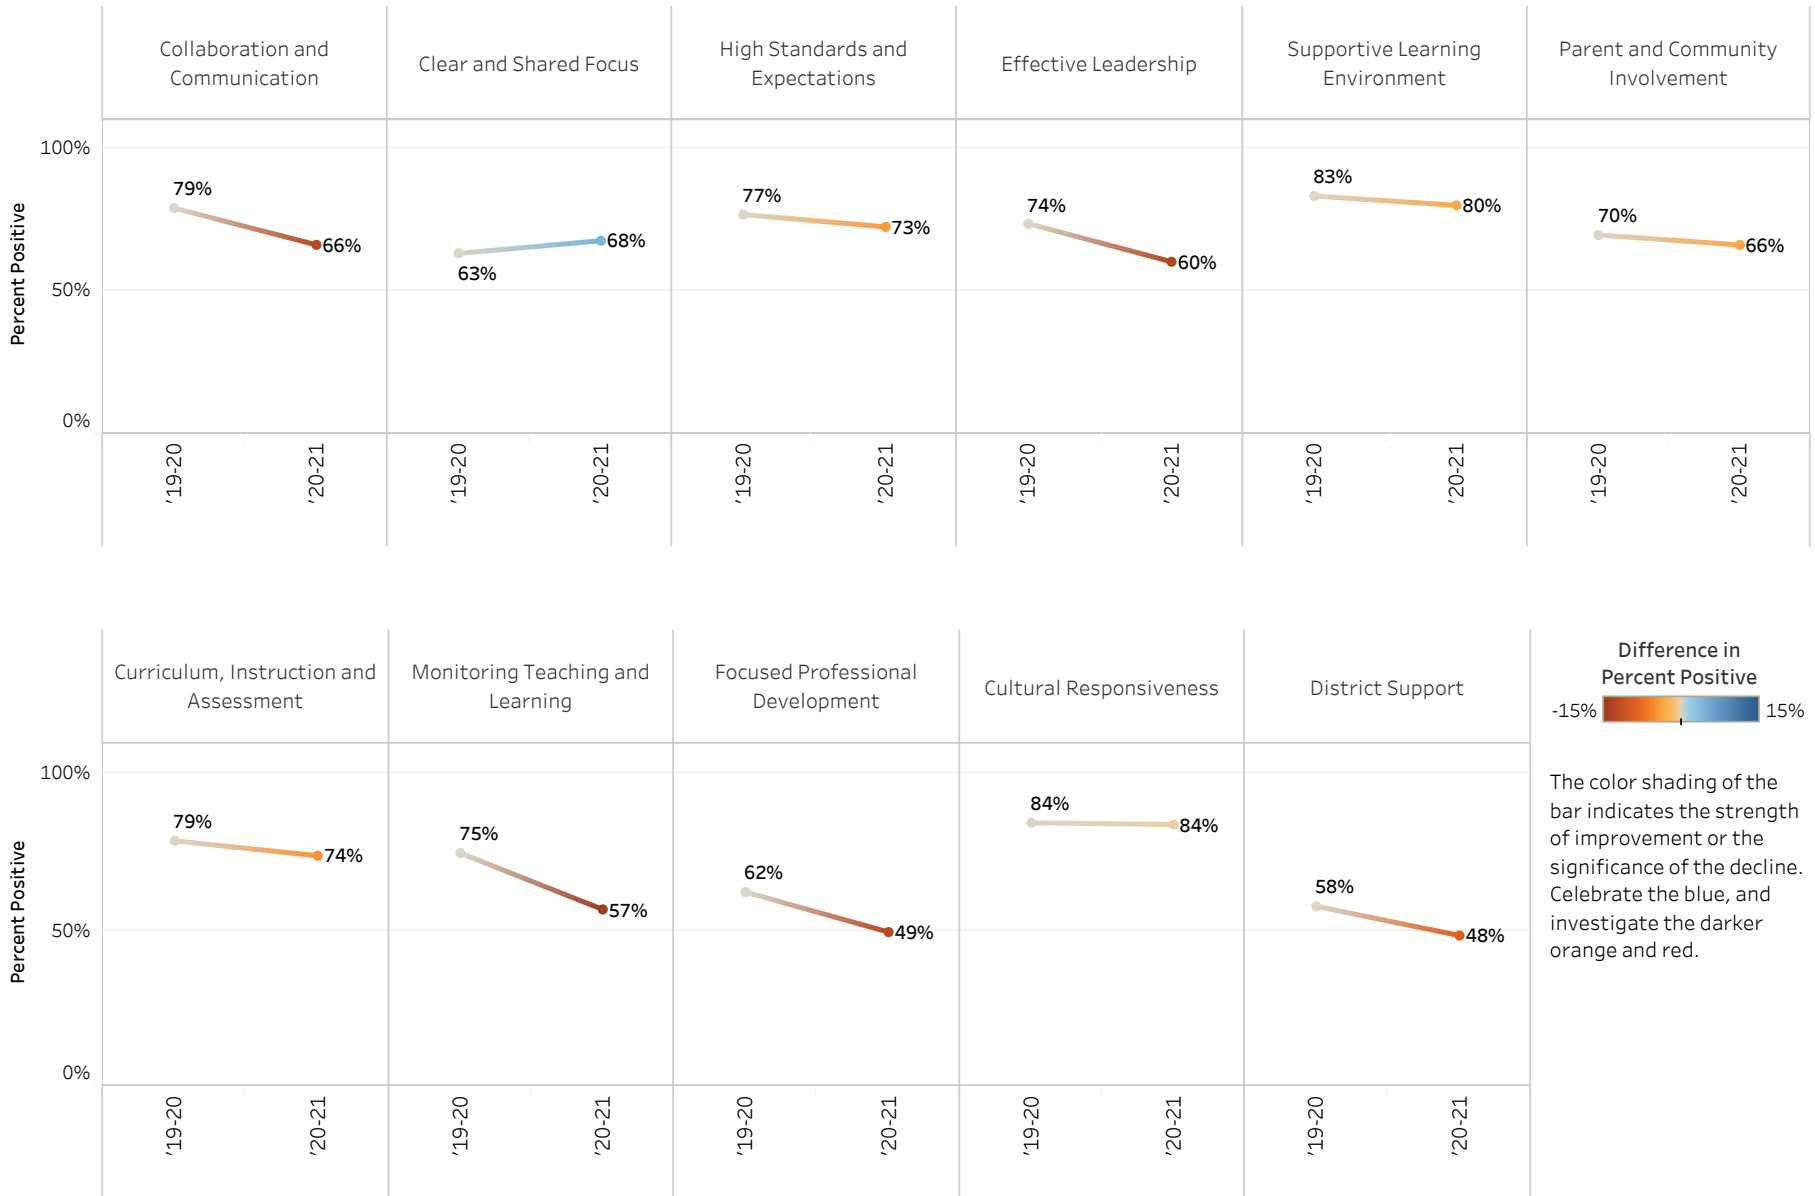 Collaboration and
Communication
Clear and Shared Focus
High Standards and
Expectations
Effective Leadership
Supportive Learning
Environment
Parent and Community
Involvement
Percent Positive
100%
50%
0%
79%
66%
63%
68%
77%
73%
74%
60%
83%
80%
70%
66%
'19-20
'20-21
'19-20
'20-21
'19-20
'20-21
'19-20
'20-21
'19-20
'20-21
'19-20
'20-21
Curriculum, Instruction and
Assessment
Monitoring Teaching and
Learning
Focused Professional
Development
Cultural Responsiveness
District Support
Percent Positive
100%
50%
0%
79%
74%
75%
57%
62%
49%
84%
84%
58%
48%
'19-20
'20-21
'19-20
'20-21
'19-20
'20-21
'19-20
'20-21
'19-20
'20-21
Difference in
Percent Positive
-15% 15%
The color shading of the
bar indicates the strength
of improvement or the
significance of the decline.
Celebrate the blue, and
investigate the darker
orange and red.